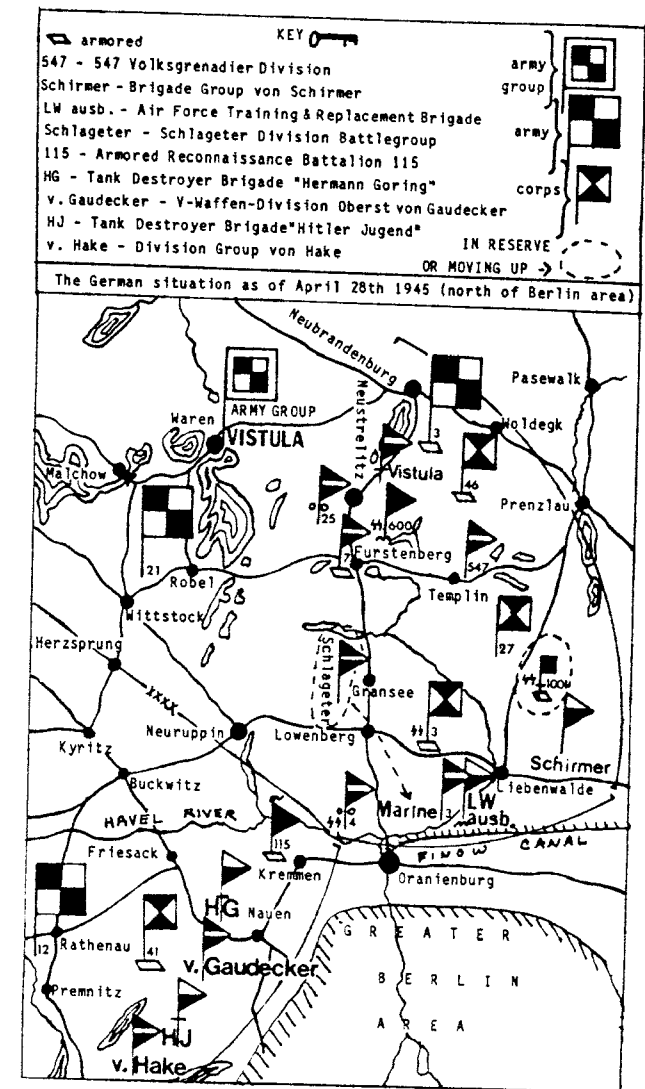 KEY
armored
547 - 547 Volksgrenadier Division
Schirmer - Brigade Group von Schirmer
LW ausb. - Air Force Training & Replacement Brigade
Schlageter - Schlageter Division Battlegroup
115 - Armored Reconnaissance Battalion 115
HG - Tank Destroyer Brigade "Hermann Goring"
v. Gaudecker - V-Waffen-Division Oberst von Gaudecker
HJ - Tank Destroyer Brigade"Hitler Jugend"
v. Hake - Division Group von Hake
army
group
army
corps
IN RESERVE
OR MOVING UP ->
The German situation as of April 28th 1945 (north of Berlin area)
Neubrandenburg
Pasewalk
ARMY GROUP
VISTULA
Waren
Neustrelitz
3
Woldegk
Malchow
Vistula
46
25
600
Prenzlau
21
7
Furstenberg
547
Robel
Templin
Wittstock
27
Herzsprung
Schlageter
100
XXXX
Gransee
3
Neuruppin
Lowenberg
Schirmer
Kyritz
Liebenwalde
Buckwitz
Marine
3
LW
ausb.
4
HAVEL RIVER
115
FINOW CANAL
Friesack
Kremmen
Oranienburg
HG
Nauen
12
Rathenau
41
v. Gaudecker
GREATER
BERLIN
AREA
Premnitz
HJ
v. Hake